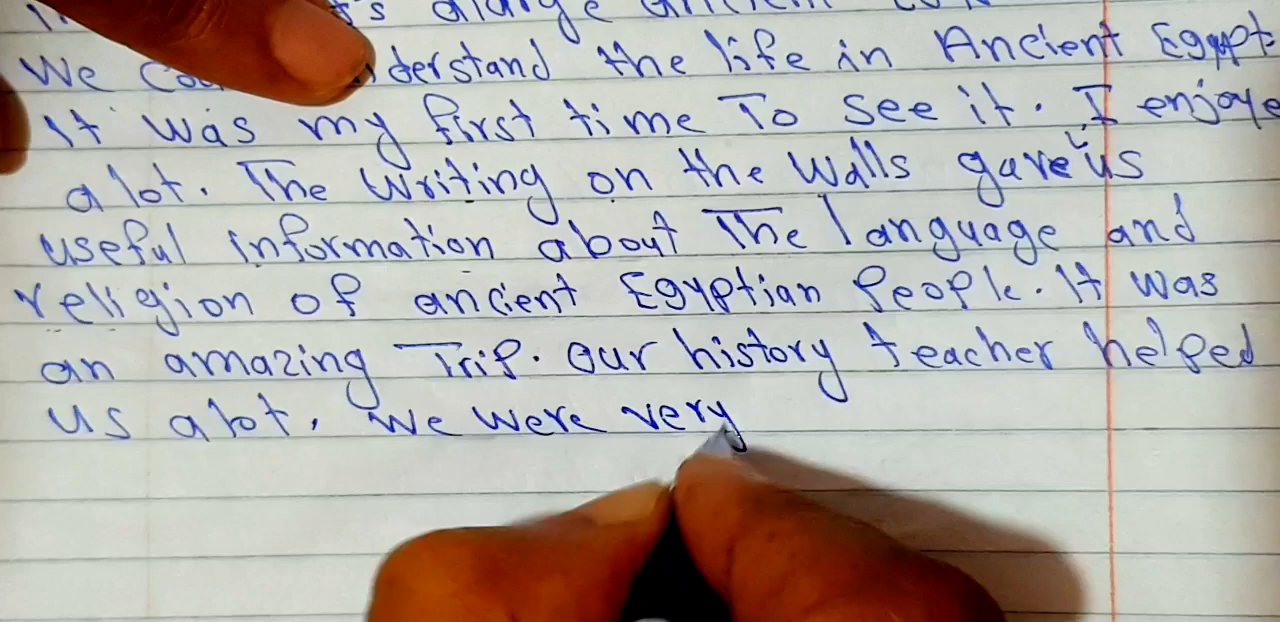 We derstand the life in Ancient Egypt.
It was my first time To see it. I enjoye
a lot. The writing on the walls gave us
useful information about The language and
religion of ancient Egyptian People. It was
an amazing Trip. our history teacher helped
us a lot. We were very